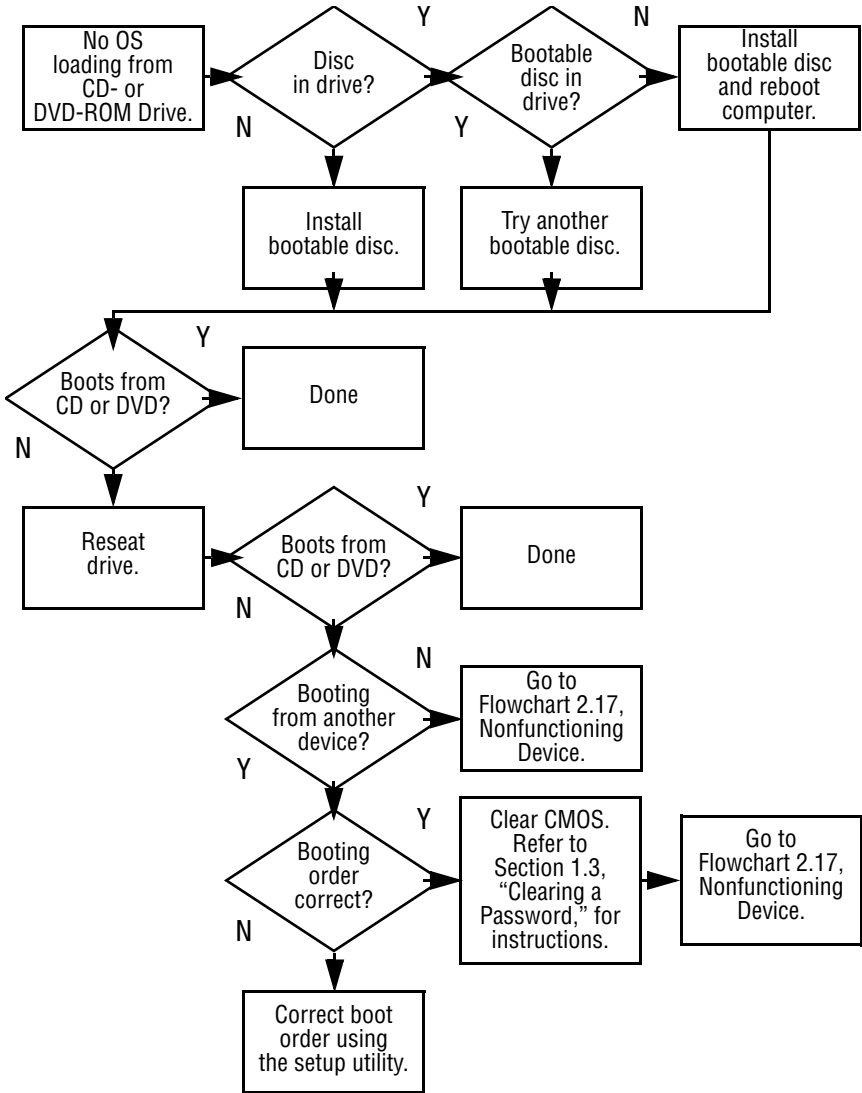 No OS
loading from
CD- or
DVD-ROM Drive.
Disc
in drive?
Y
N
Bootable
disc in
drive?
N
Y
Install
bootable disc
and reboot
computer.
Install
bootable disc.
Try another
bootable disc.
Boots from
CD or DVD?
Y
N
Done
Reseat
drive.
Boots from
CD or DVD?
Y
N
Done
Booting
from another
device?
N
Y
Go to
Flowchart 2.17,
Nonfunctioning
Device.
Booting
order
correct?
Y
N
Clear CMOS.
Refer to
Section 1.3,
“Clearing a
Password,” for
instructions.
Go to
Flowchart 2.17,
Nonfunctioning
Device.
Correct boot
order using
the setup utility.